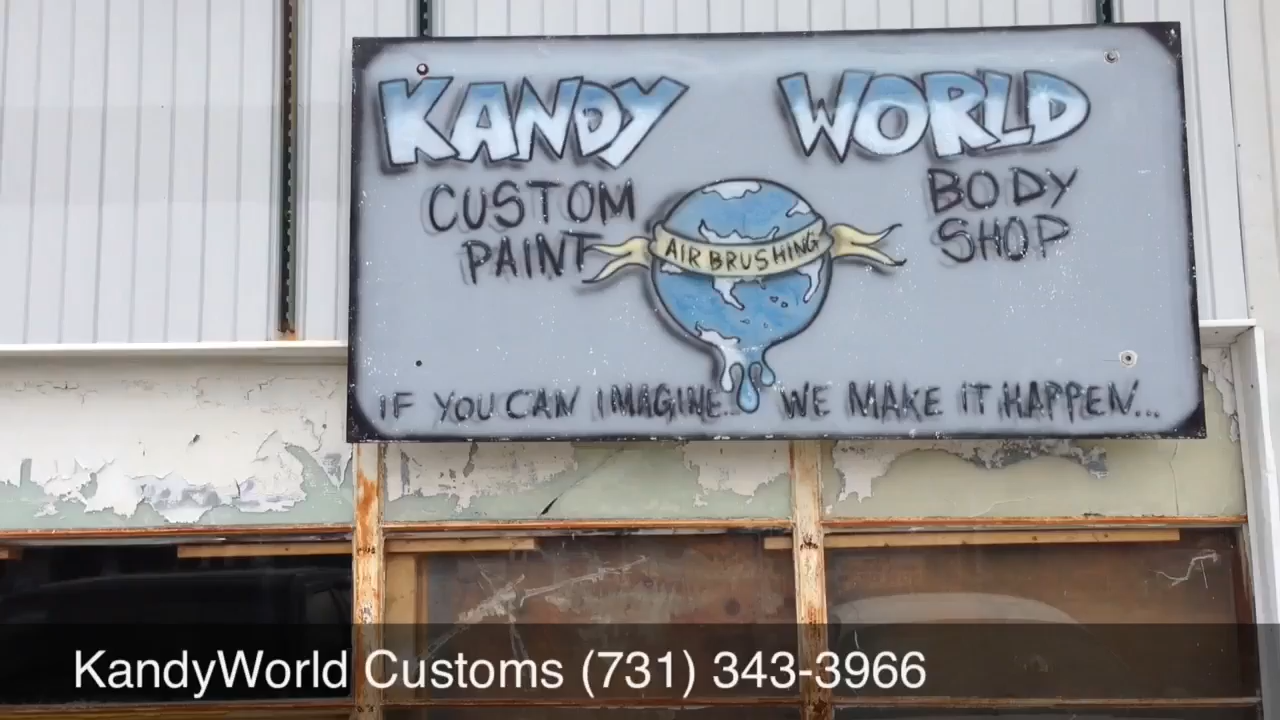 KANDY WORLD
CUSTOM PAINT
BODY SHOP
AIR BRUSHING
IF YOU CAN IMAGINE... WE MAKE IT HAPPEN...
KandyWorld Customs (731) 343-3966